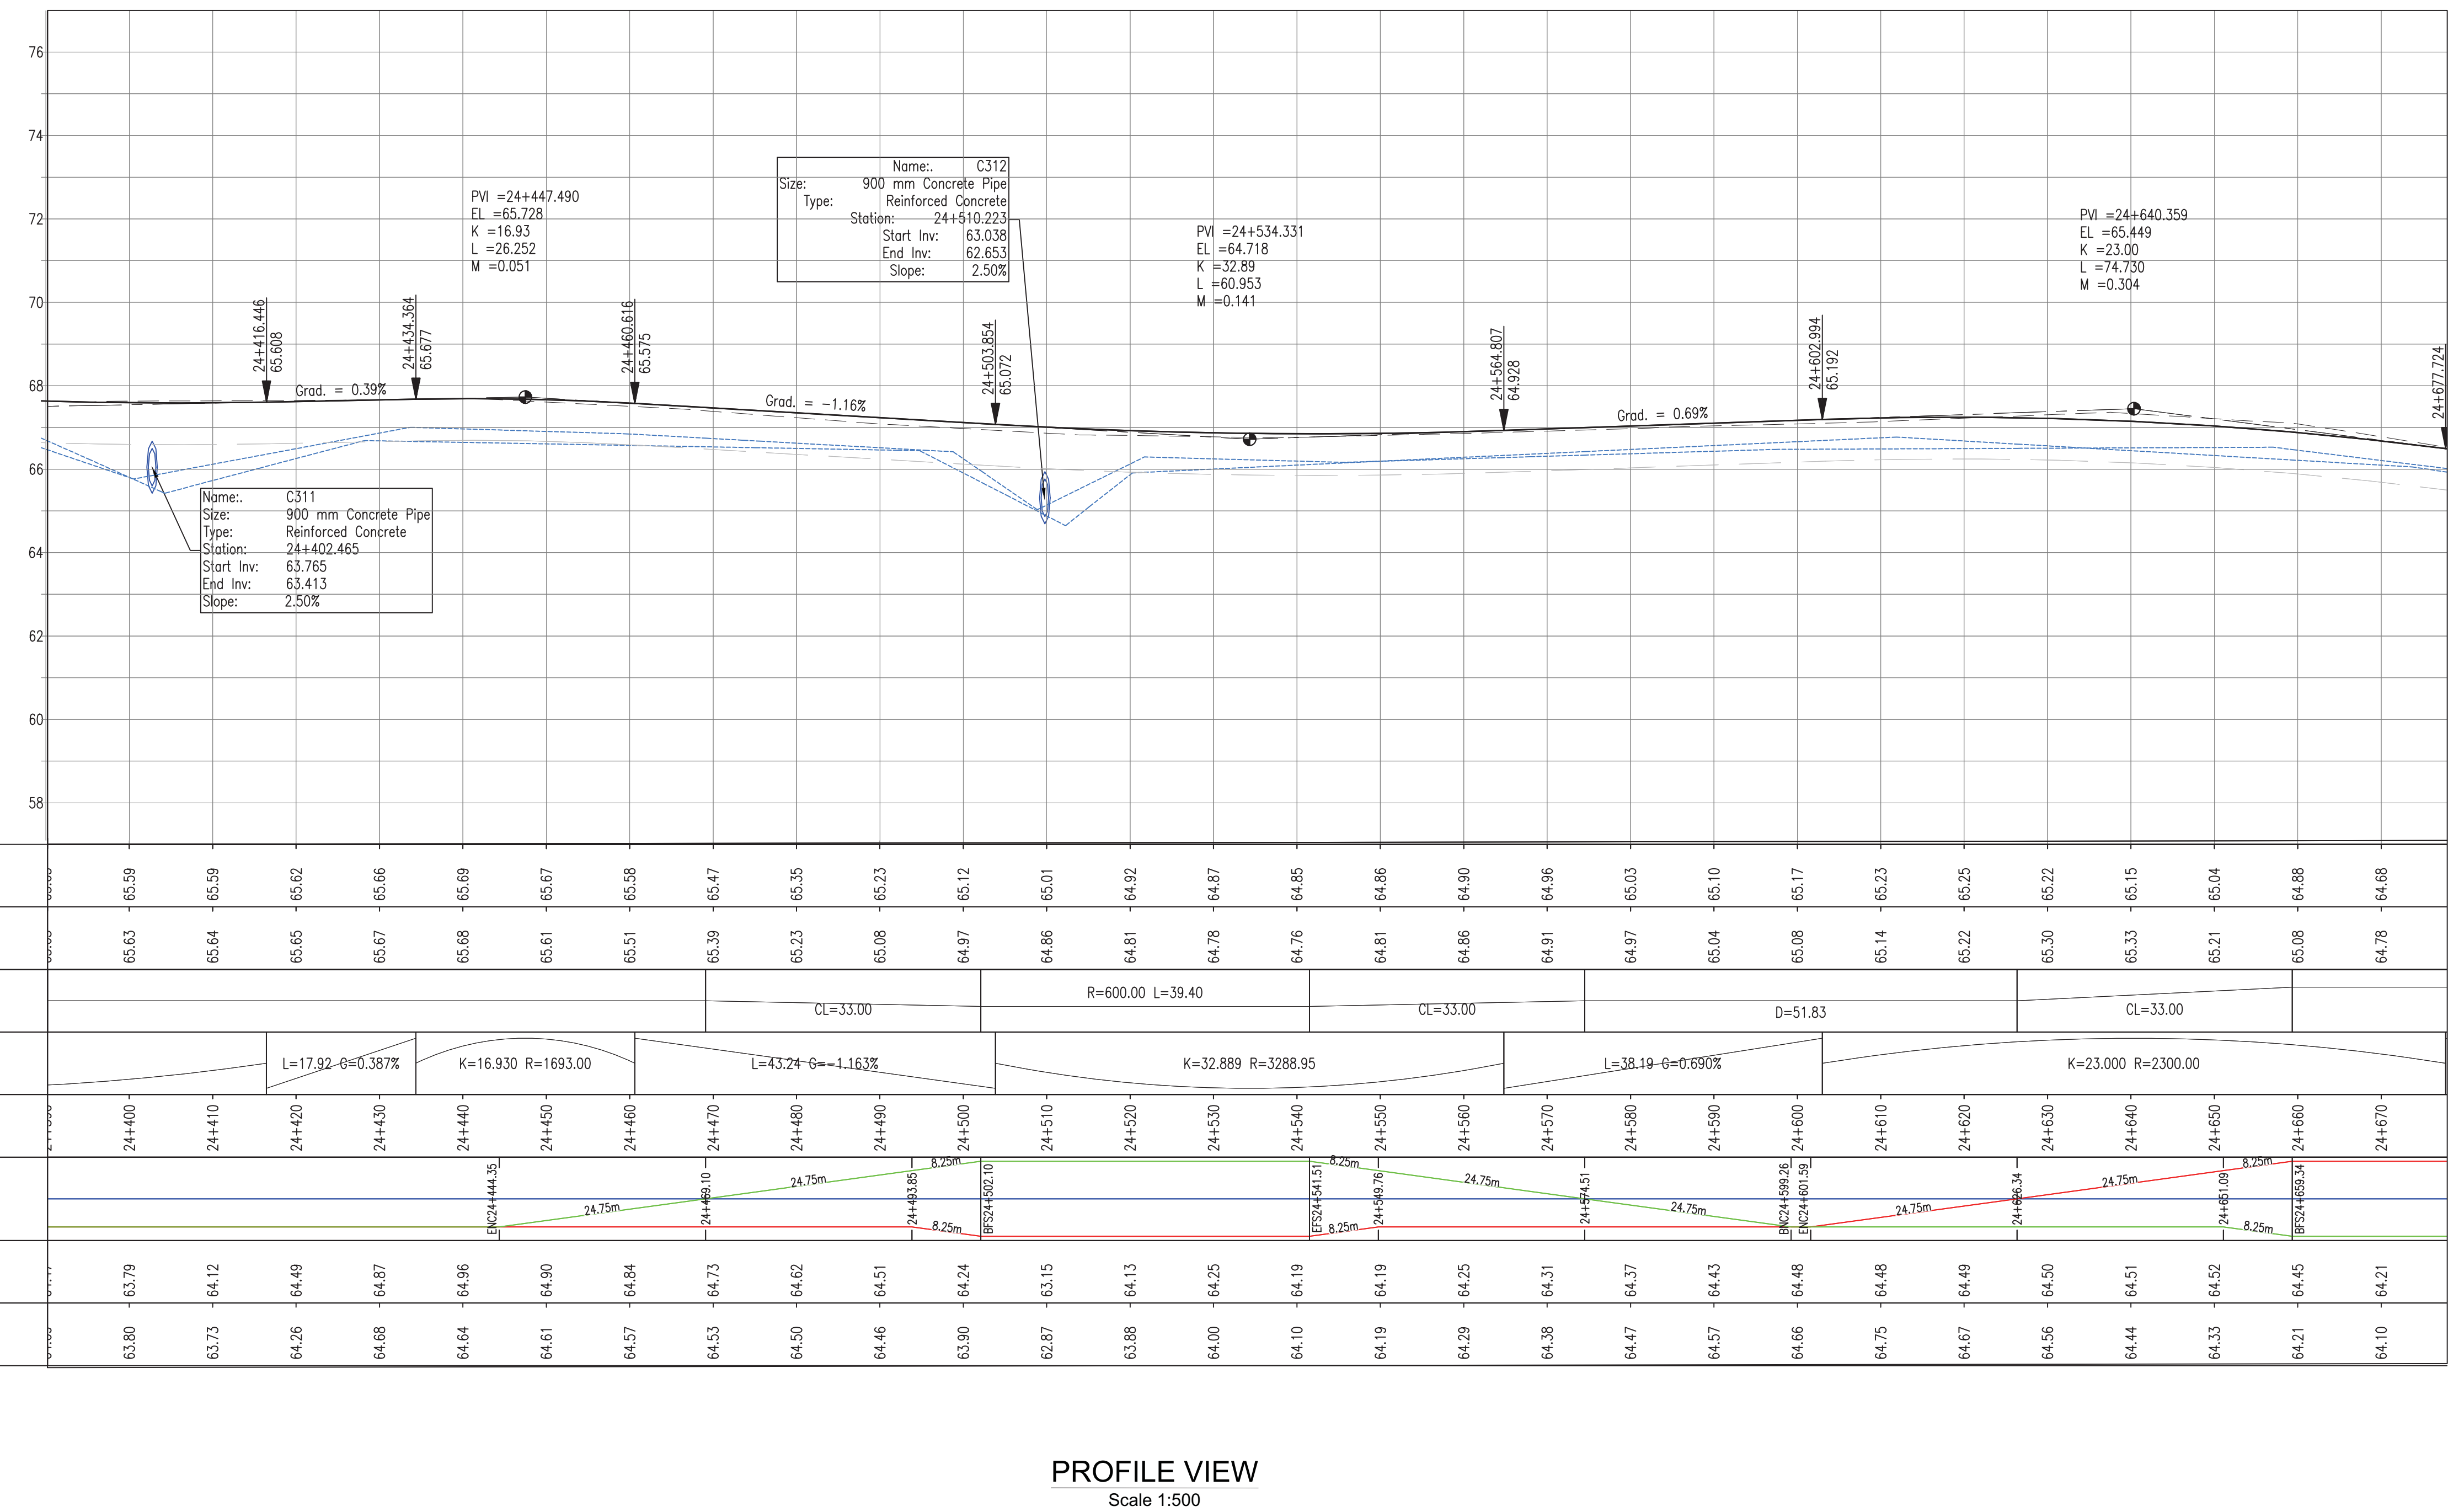 76
74
72
70
68
66
64
62
60
58
PVI =24+447.490
EL =65.728
K =16.93
L =26.252
M =0.051
Name:. C312
Size: 900 mm Concrete Pipe
Type: Reinforced Concrete
Station: 24+510.223
Start Inv: 63.038
End Inv: 62.653
Slope: 2.50%
PVI =24+534.331
EL =64.718
K =32.89
L =60.953
M =0.141
PVI =24+640.359
EL =65.449
K =23.00
L =74.730
M =0.304
24+416.446
65.608
24+434.364
65.677
24+460.616
65.575
24+503.854
65.072
24+564.807
64.928
24+602.994
65.192
24+677.724
Grad. = 0.39%
Grad. = -1.16%
Grad. = 0.69%
Name:. C311
Size: 900 mm Concrete Pipe
Type: Reinforced Concrete
Station: 24+402.465
Start Inv: 63.765
End Inv: 63.413
Slope: 2.50%
65.59 65.59 65.62 65.66 65.69 65.67 65.58 65.47 65.35 65.23 65.12 65.01 64.92 64.87 64.85 64.86 64.90 64.96 65.03 65.10 65.17 65.23 65.25 65.22 65.15 65.04 64.88 64.68
65.63 65.64 65.65 65.67 65.68 65.61 65.51 65.39 65.23 65.08 64.97 64.86 64.81 64.78 64.76 64.81 64.86 64.91 64.97 65.04 65.08 65.14 65.22 65.30 65.33 65.21 65.08 64.78
CL=33.00 R=600.00 L=39.40 CL=33.00 D=51.83 CL=33.00
L=17.92 G=0.387% K=16.930 R=1693.00 L=43.24 G=-1.163% K=32.889 R=3288.95 L=38.19 G=0.690% K=23.000 R=2300.00
24+400 24+410 24+420 24+430 24+440 24+450 24+460 24+470 24+480 24+490 24+500 24+510 24+520 24+530 24+540 24+550 24+560 24+570 24+580 24+590 24+600 24+610 24+620 24+630 24+640 24+650 24+660 24+670
ENC24+444.35 24.75m 24+469.10 24.75m 24+493.85 8.25m 8.25m BFS24+502.10 EFS24+541.51 8.25m 8.25m 24+549.76 24.75m 24+574.51 24.75m BNC24+599.26 ENC24+601.59 24.75m 24+626.34 24.75m 24+651.09 8.25m 8.25m BFS24+659.34
63.79 64.12 64.49 64.87 64.96 64.90 64.84 64.73 64.62 64.51 64.24 63.15 64.13 64.25 64.19 64.19 64.25 64.31 64.37 64.43 64.48 64.48 64.49 64.50 64.51 64.52 64.45 64.21
63.80 63.73 64.26 64.68 64.64 64.61 64.57 64.53 64.50 64.46 63.90 62.87 63.88 64.00 64.10 64.19 64.29 64.38 64.47 64.57 64.66 64.75 64.67 64.56 64.44 64.33 64.21 64.10
PROFILE VIEW
Scale 1:500